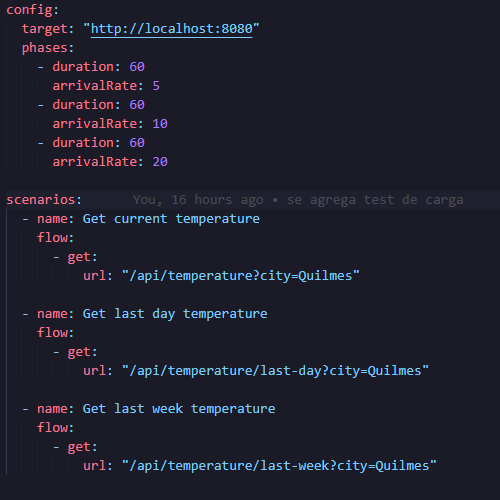 config:
  target: "http://localhost:8080"
  phases:
    - duration: 60
      arrivalRate: 5
    - duration: 60
      arrivalRate: 10
    - duration: 60
      arrivalRate: 20
scenarios:       You, 16 hours ago • se agrega test de carga
  - name: Get current temperature
    flow:
      - get:
          url: "/api/temperature?city=Quilmes"
  - name: Get last day temperature
    flow:
      - get:
          url: "/api/temperature/last-day?city=Quilmes"
  - name: Get last week temperature
    flow:
      - get:
          url: "/api/temperature/last-week?city=Quilmes"